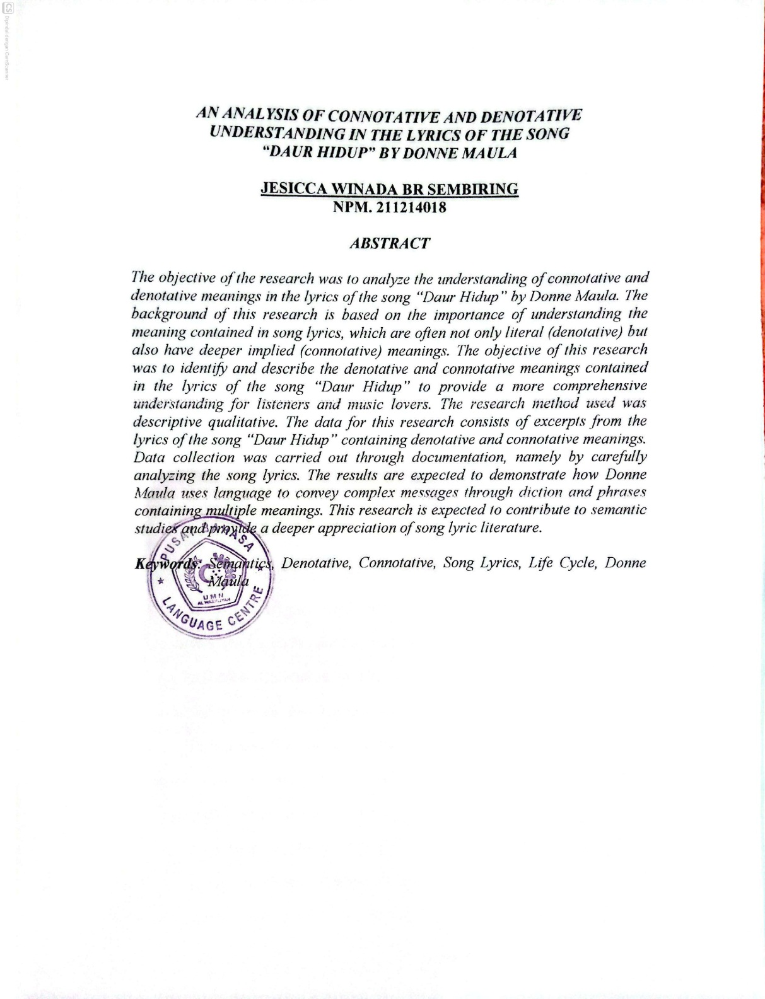 CS
Dipindai dengan CamScanner
AN ANALYSIS OF CONNOTATIVE AND DENOTATIVE
UNDERSTANDING IN THE LYRICS OF THE SONG
“DAUR HIDUP” BY DONNE MAULA
JESICCA WINADA BR SEMBIRING
NPM. 211214018
ABSTRACT
The objective of the research was to analyze the understanding of connotative and
denotative meanings in the lyrics of the song “Daur Hidup” by Donne Maula. The
background of this research is based on the importance of understanding the
meaning contained in song lyrics, which are often not only literal (denotative) but
also have deeper implied (connotative) meanings. The objective of this research
was to identify and describe the denotative and connotative meanings contained
in the lyrics of the song “Daur Hidup” to provide a more comprehensive
understanding for listeners and music lovers. The research method used was
descriptive qualitative. The data for this research consists of excerpts from the
lyrics of the song “Daur Hidup” containing denotative and connotative meanings.
Data collection was carried out through documentation, namely by carefully
analyzing the song lyrics. The results are expected to demonstrate how Donne
Maula uses language to convey complex messages through diction and phrases
containing multiple meanings. This research is expected to contribute to semantic
studies and provide a deeper appreciation of song lyric literature.
Keywords: Semantics, Denotative, Connotative, Song Lyrics, Life Cycle, Donne
Maula
PUSAT BAHASA
UMN
AL WASHLIYAH
LANGUAGE CENTRE